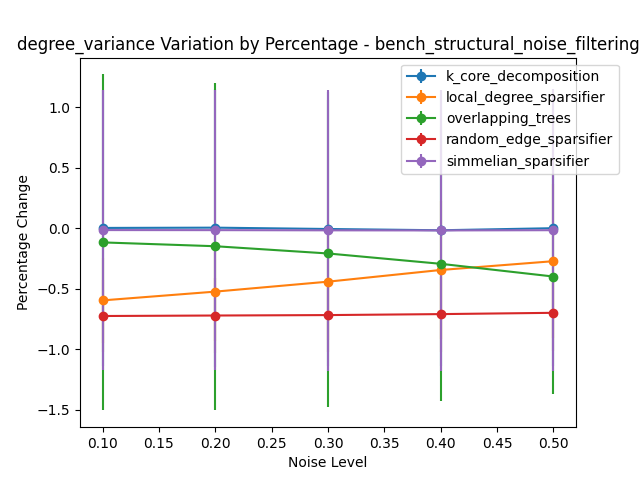 degree_variance Variation by Percentage - bench_structural_noise_filtering
k_core_decomposition
local_degree_sparsifier
overlapping_trees
random_edge_sparsifier
simmelian_sparsifier
Percentage Change
1.0
0.5
0.0
−0.5
−1.0
−1.5
0.10 0.15 0.20 0.25 0.30 0.35 0.40 0.45 0.50
Noise Level